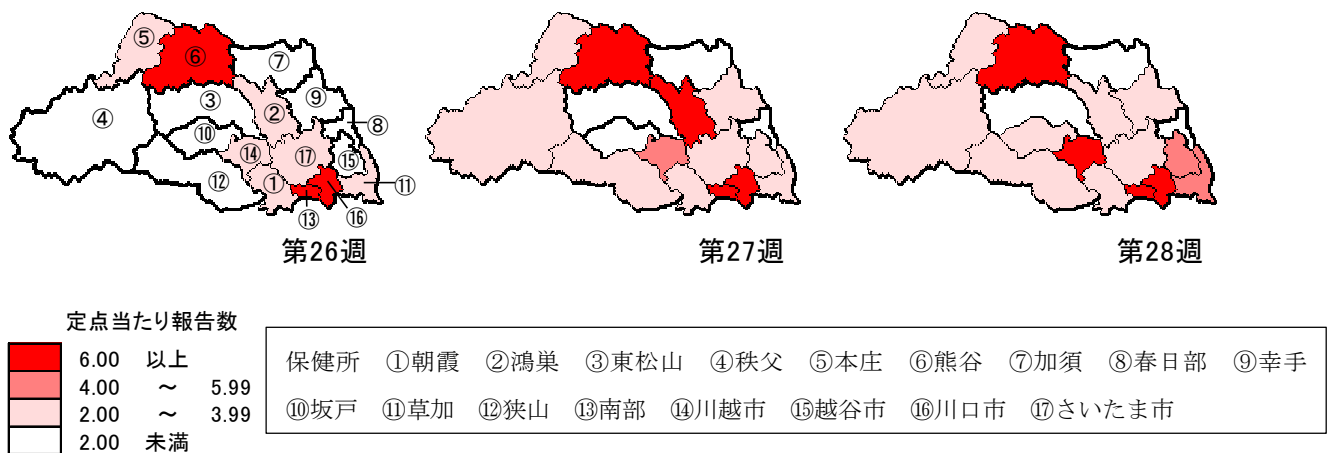 ⑤
⑥
⑦
④
③
②
⑨
⑧
⑩
⑭
⑰
⑮
⑫
①
⑪
⑬
⑯
第26週
第27週
第28週
定点当たり報告数
6.00 以上
4.00 ～ 5.99
2.00 ～ 3.99
2.00 未満
保健所 ①朝霞 ②鴻巣 ③東松山 ④秩父 ⑤本庄 ⑥熊谷 ⑦加須 ⑧春日部 ⑨幸手
⑩坂戸 ⑪草加 ⑫狭山 ⑬南部 ⑭川越市 ⑮越谷市 ⑯川口市 ⑰さいたま市